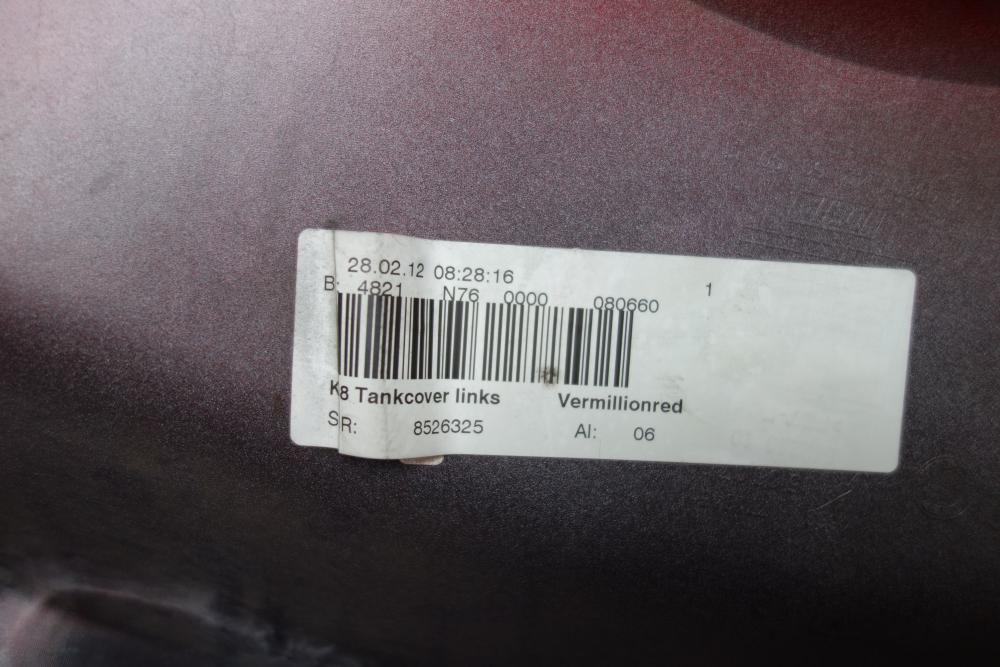 28.02.12 08:28:16 1
B: 4821 N76 0000 080660
K8 Tankcover links Vermillionred
SR: 8526325 AI: 06